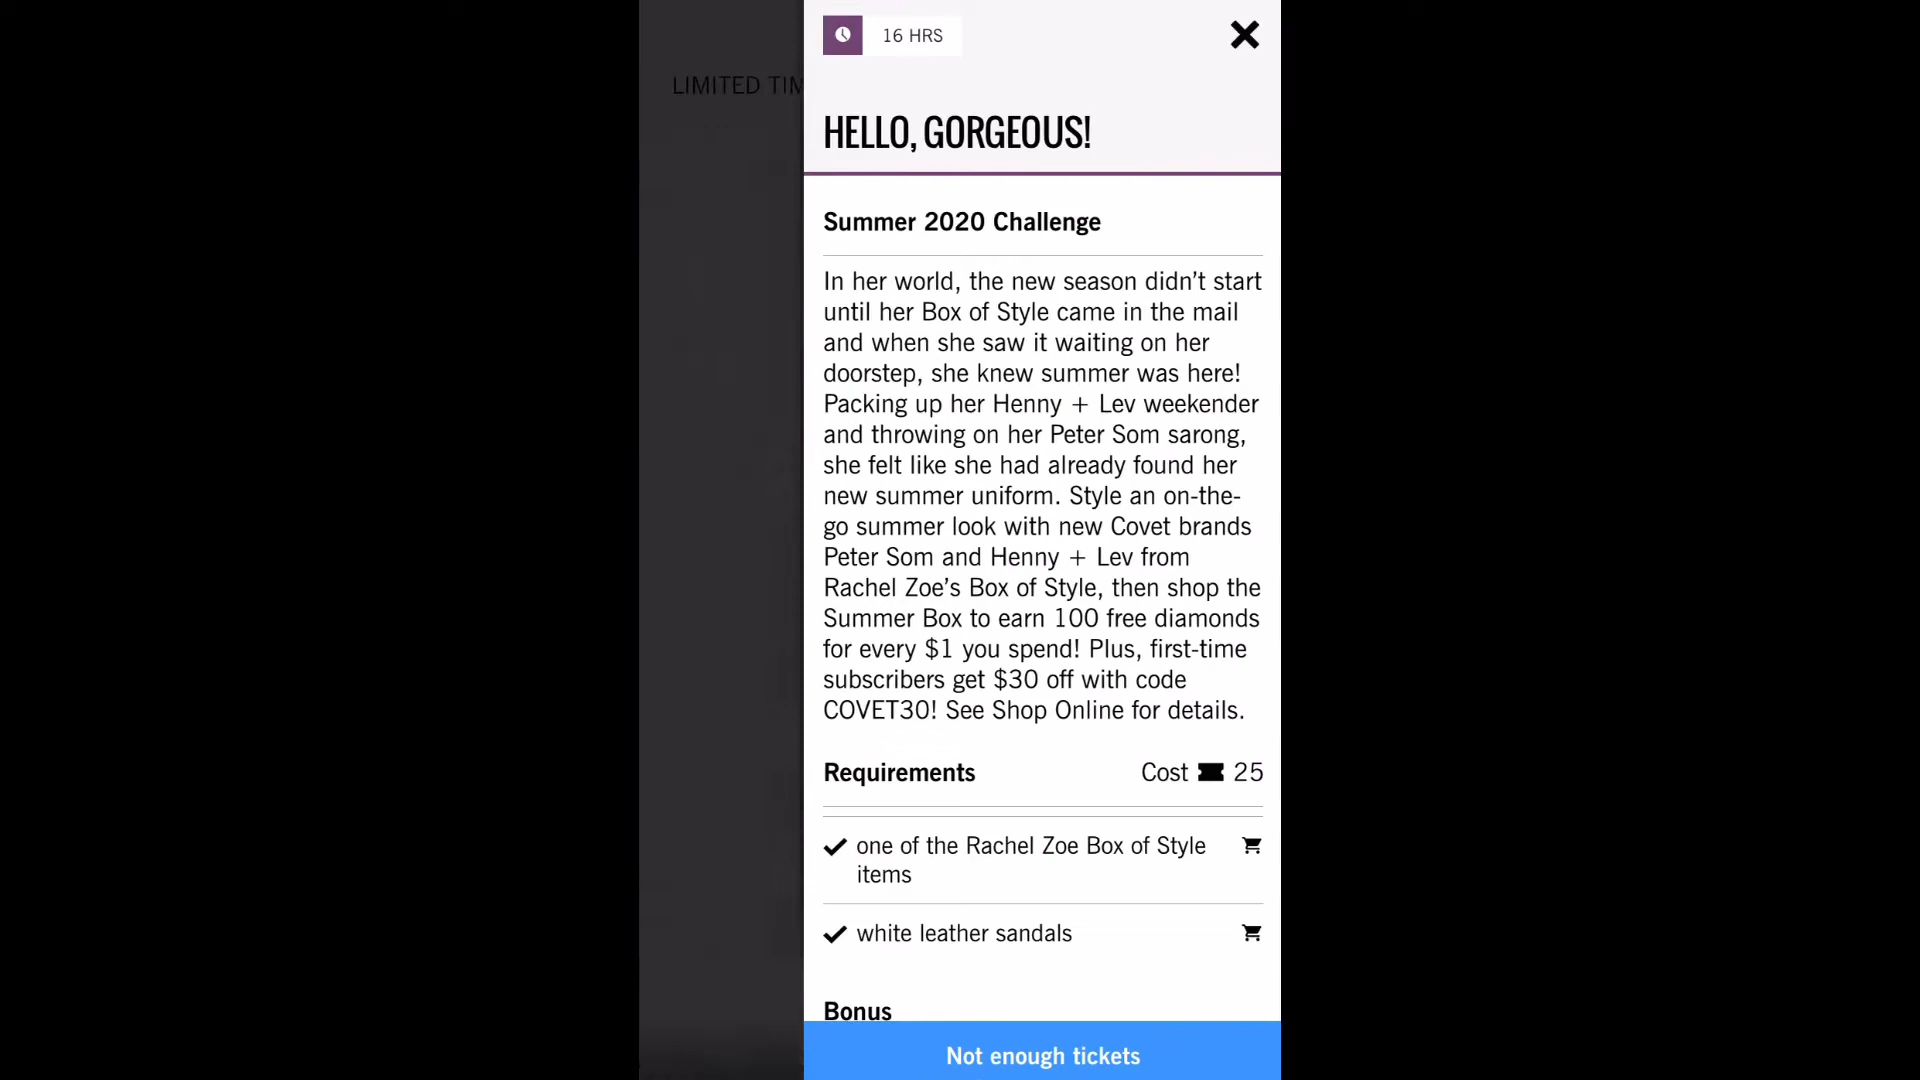 16 HRS
LIMITED TIM
HELLO, GORGEOUS!
Summer 2020 Challenge
In her world, the new season didn’t start
until her Box of Style came in the mail
and when she saw it waiting on her
doorstep, she knew summer was here!
Packing up her Henny + Lev weekender
and throwing on her Peter Som sarong,
she felt like she had already found her
new summer uniform. Style an on-the-
go summer look with new Covet brands
Peter Som and Henny + Lev from
Rachel Zoe’s Box of Style, then shop the
Summer Box to earn 100 free diamonds
for every $1 you spend! Plus, first-time
subscribers get $30 off with code
COVET30! See Shop Online for details.
Requirements Cost 25
one of the Rachel Zoe Box of Style
items
white leather sandals
Bonus
Not enough tickets